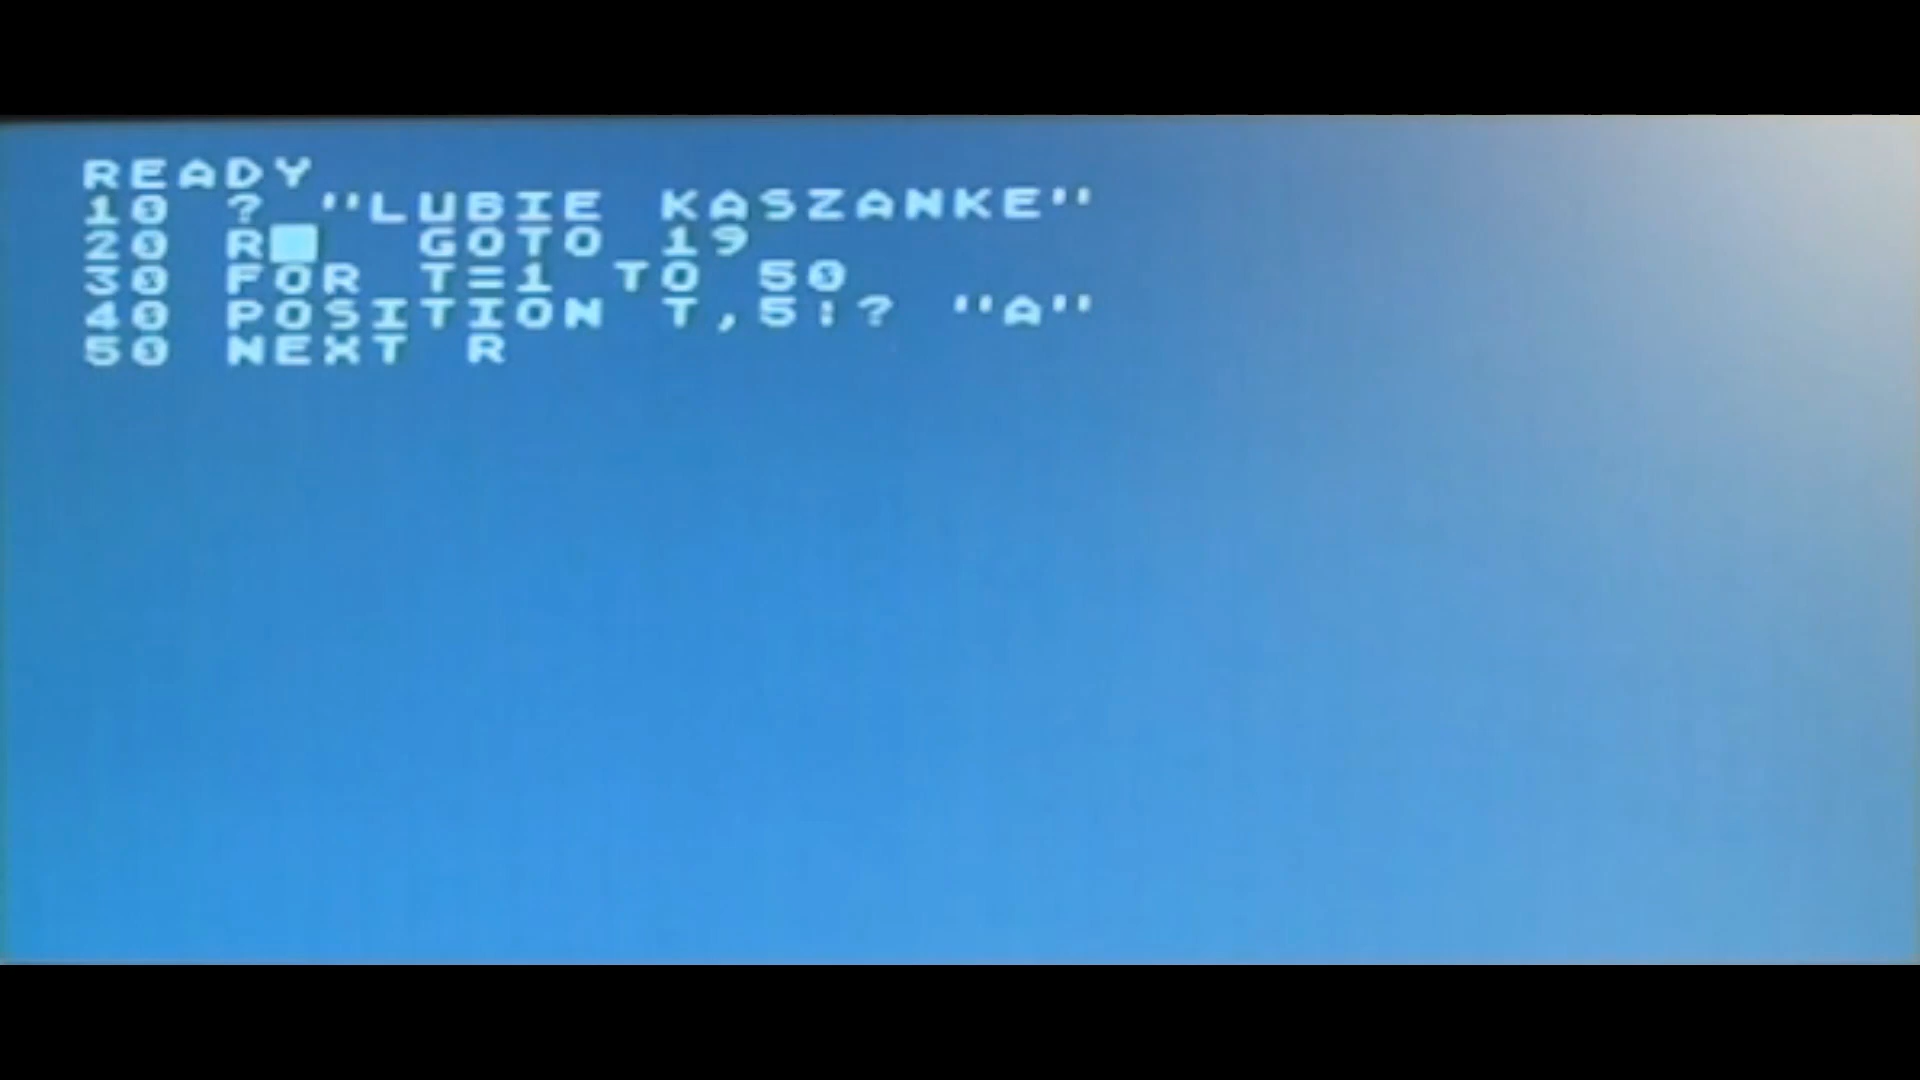 READY
10 ? "LUBIE KASZANKE"
20 R  GOTO 19
30 FOR T=1 TO 50
40 POSITION T,5:? "A"
50 NEXT R